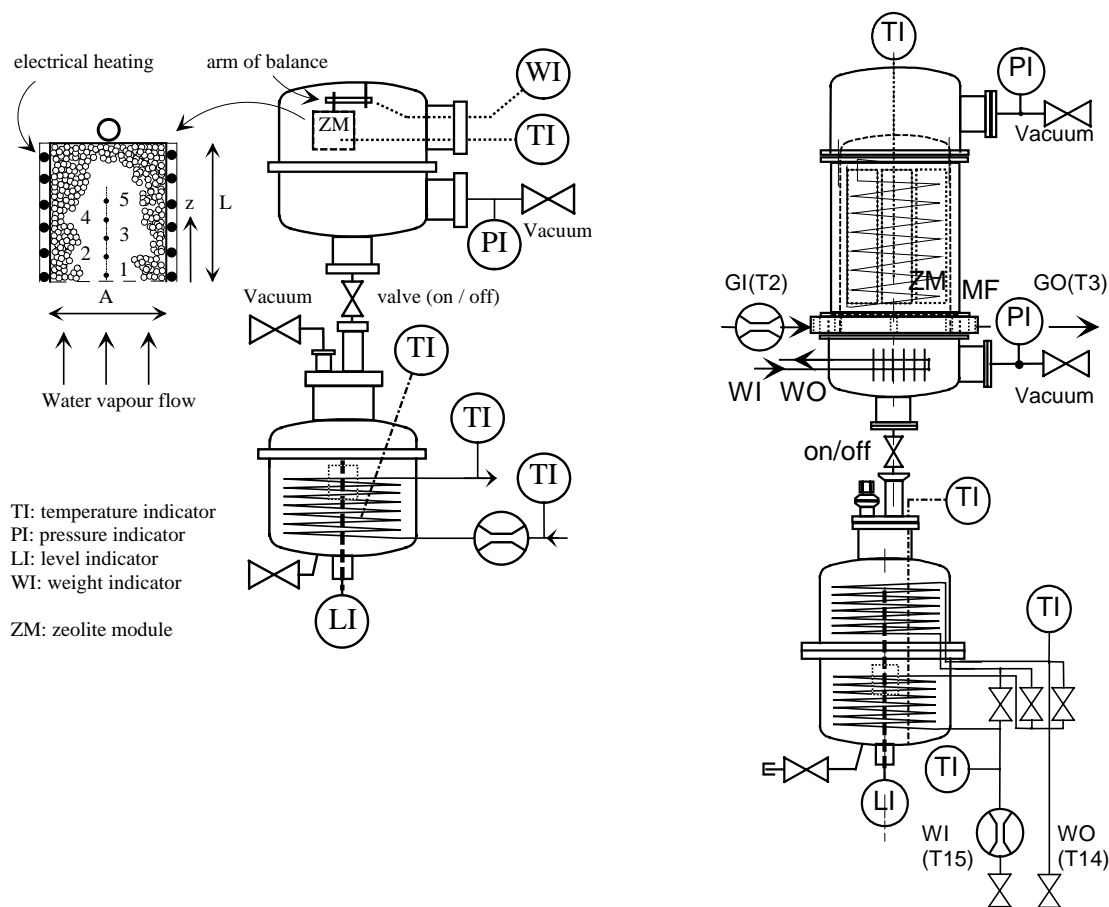 electrical heating
arm of balance
ZM
WI
TI
5
4
3
2
1
z
L
A
Water vapour flow
PI
Vacuum
Vacuum
valve (on / off)
TI
TI
TI
LI
TI: temperature indicator
PI: pressure indicator
LI: level indicator
WI: weight indicator
ZM: zeolite module
TI
PI
Vacuum
GI(T2)
ZM
MF
GO(T3)
PI
WI WO
Vacuum
on/off
TI
TI
TI
LI
WI
(T15)
WO
(T14)